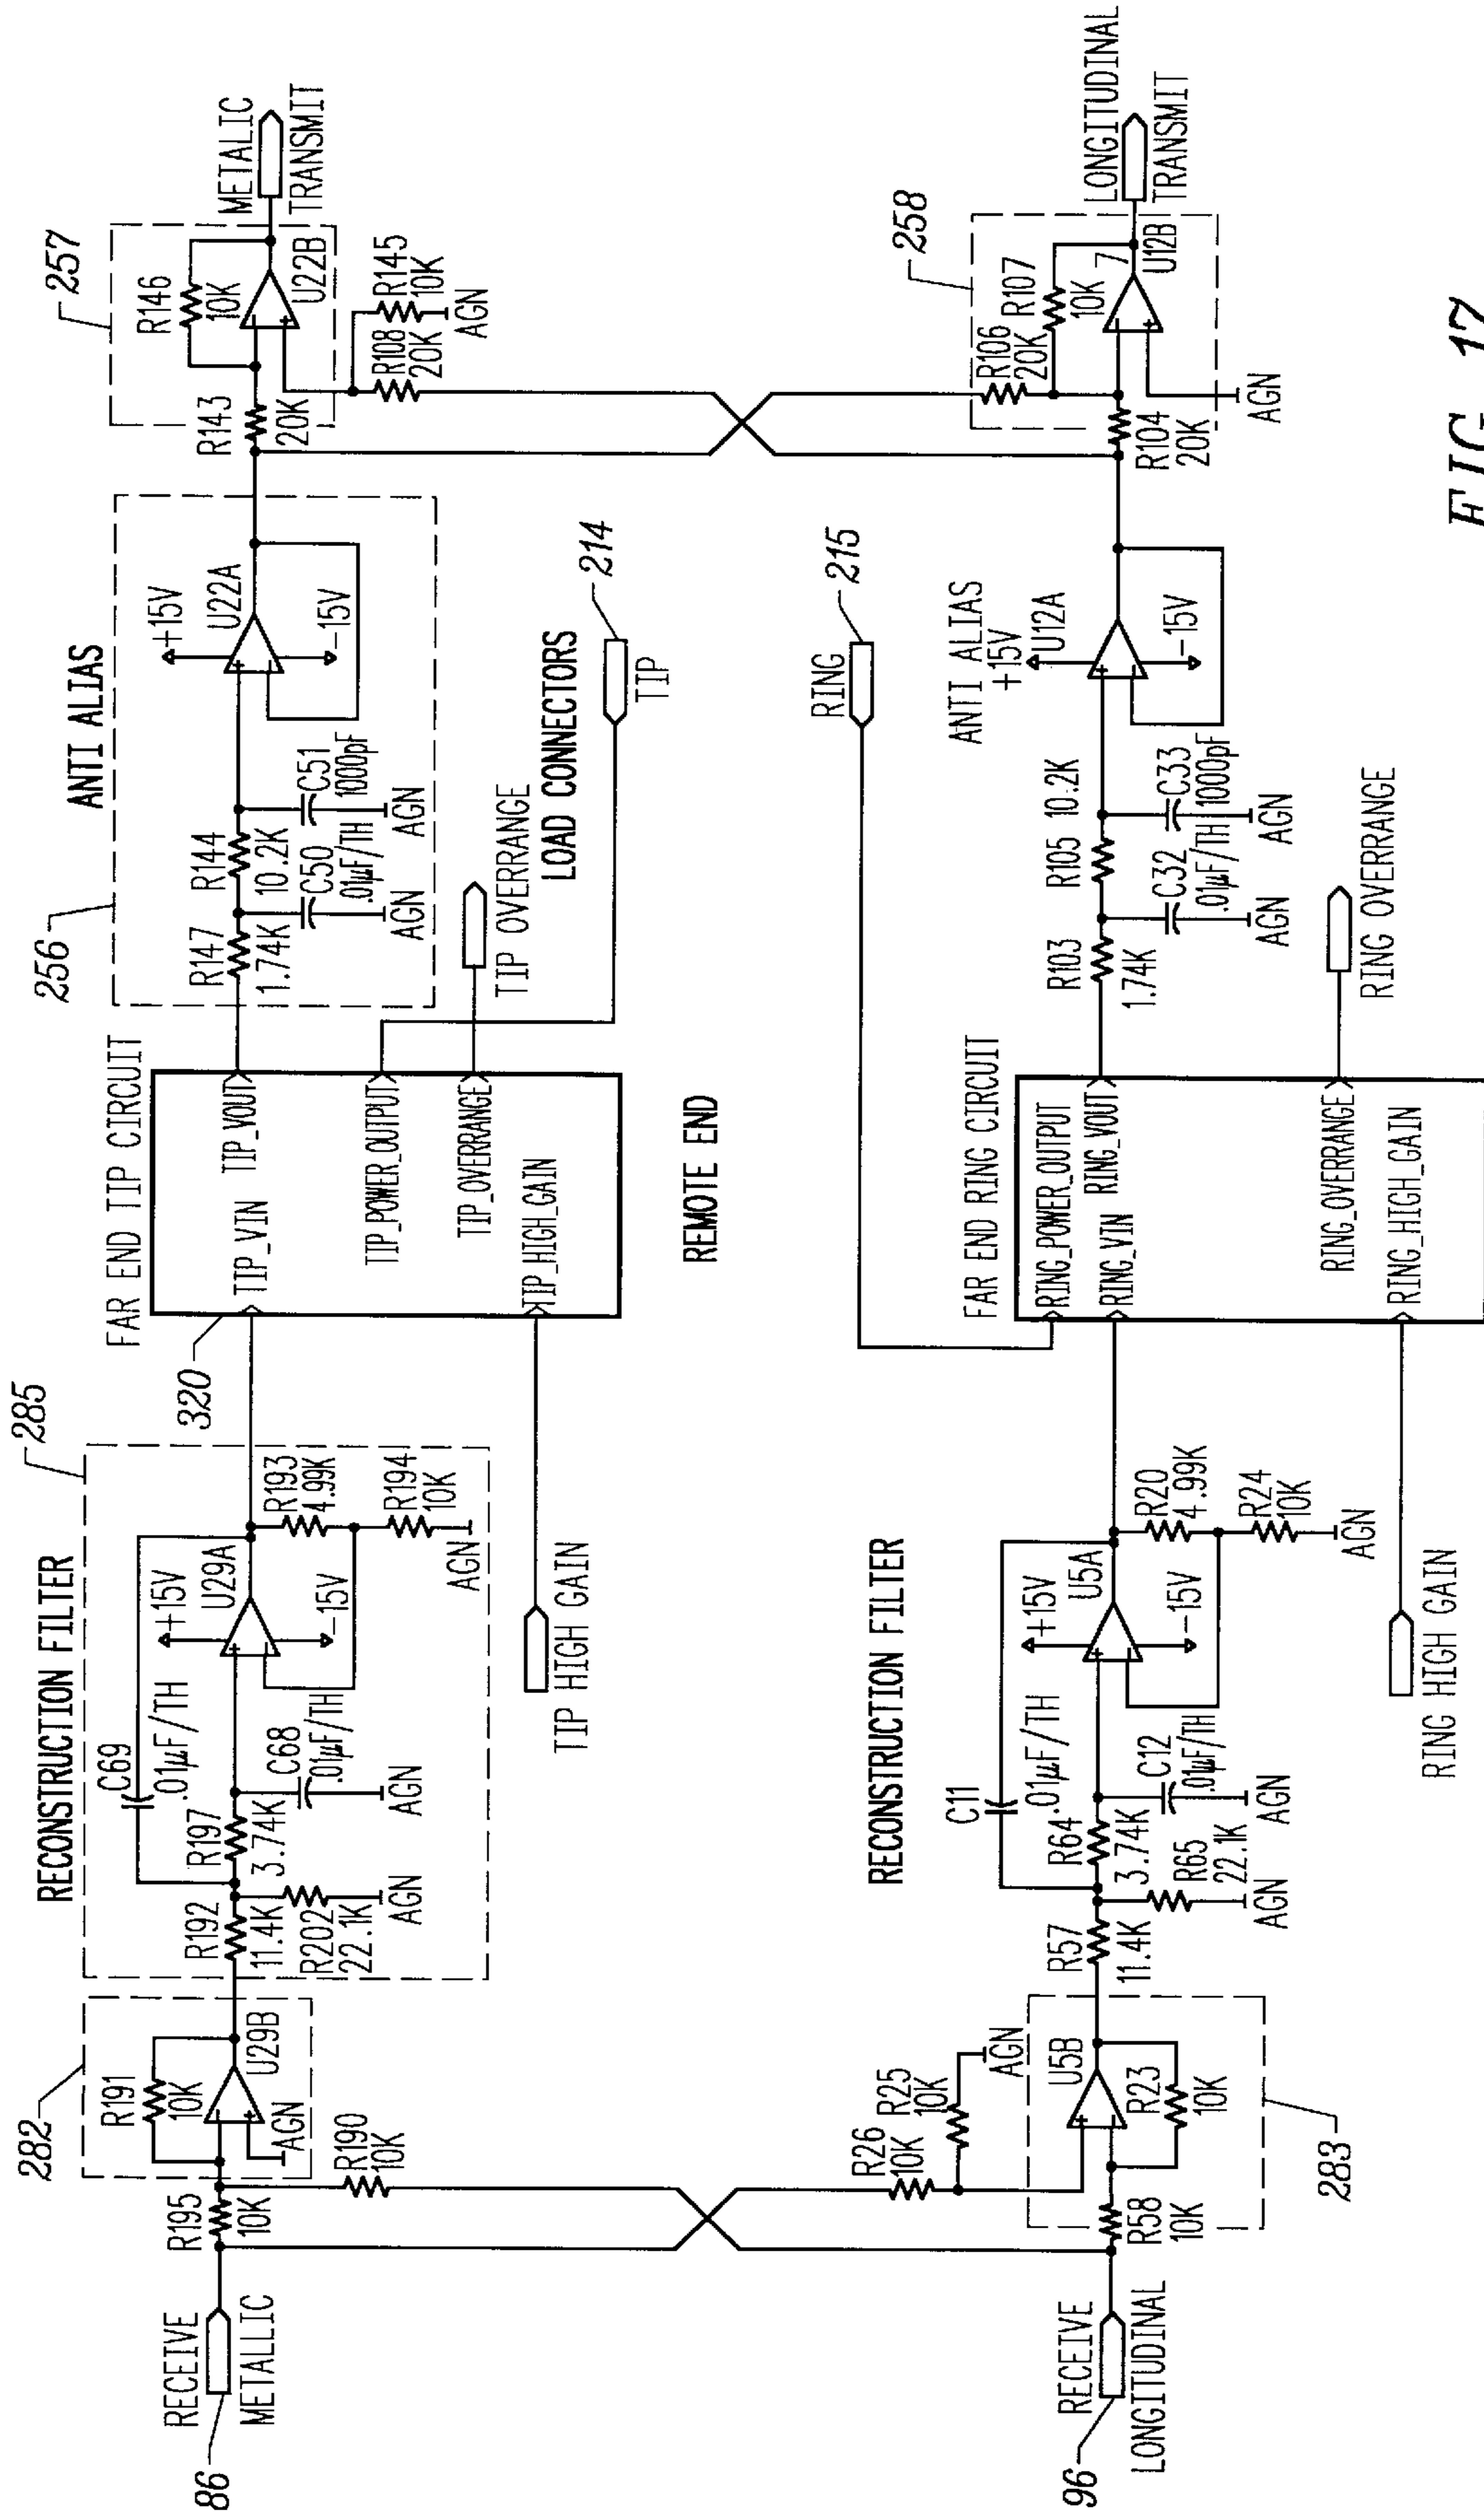 282
R191
10K
U29B
AGN
R195
10K
R190
10K
RECEIVE
METALLIC
86
RECONSTRUCTION FILTER
285
C69
.01µF/TH
R192
11.4K
R202
22.1K
AGN
R197
3.74K
C68
.01µF/TH
AGN
+15V
U29A
-15V
R193
4.99K
R194
10K
AGN
TIP HIGH GAIN
320
FAR END TIP CIRCUIT
TIP_VIN
TIP_VOUT
TIP_POWER_OUTPUT
TIP_OVERRANGE
TIP_HIGH_GAIN
REMOTE END
256
ANTI ALIAS
R147
1.74K
R144
10.2K
C50
.01µF/TH
AGN
C51
1000pF
AGN
+15V
U22A
-15V
TIP OVERRANGE
LOAD CONNECTORS
TIP
214
257
R143
20K
R146
10K
U22B
R108
20K
R145
10K
AGN
METALIC
TRANSMIT
RECEIVE
LONGITUDINAL
96
R26
10K
R25
10K
AGN
U5B
R58
10K
R23
10K
283
RECONSTRUCTION FILTER
C11
.01µF/TH
R57
11.4K
R64
3.74K
R65
22.1K
AGN
C12
.01µF/TH
AGN
+15V
U5A
-15V
R20
4.99K
R24
10K
AGN
RING HIGH GAIN
FAR END RING CIRCUIT
RING_POWER_OUTPUT
RING_VIN
RING_VOUT
RING_OVERRANGE
RING_HIGH_GAIN
RING
215
R103
1.74K
R105
10.2K
C32
.01µF/TH
AGN
C33
1000pF
AGN
ANTI ALIAS
+15V
U12A
-15V
RING OVERRANGE
258
R106
20K
R107
10K
R104
20K
7
U12B
AGN
LONGITUDINAL
TRANSMIT
FIG. 17